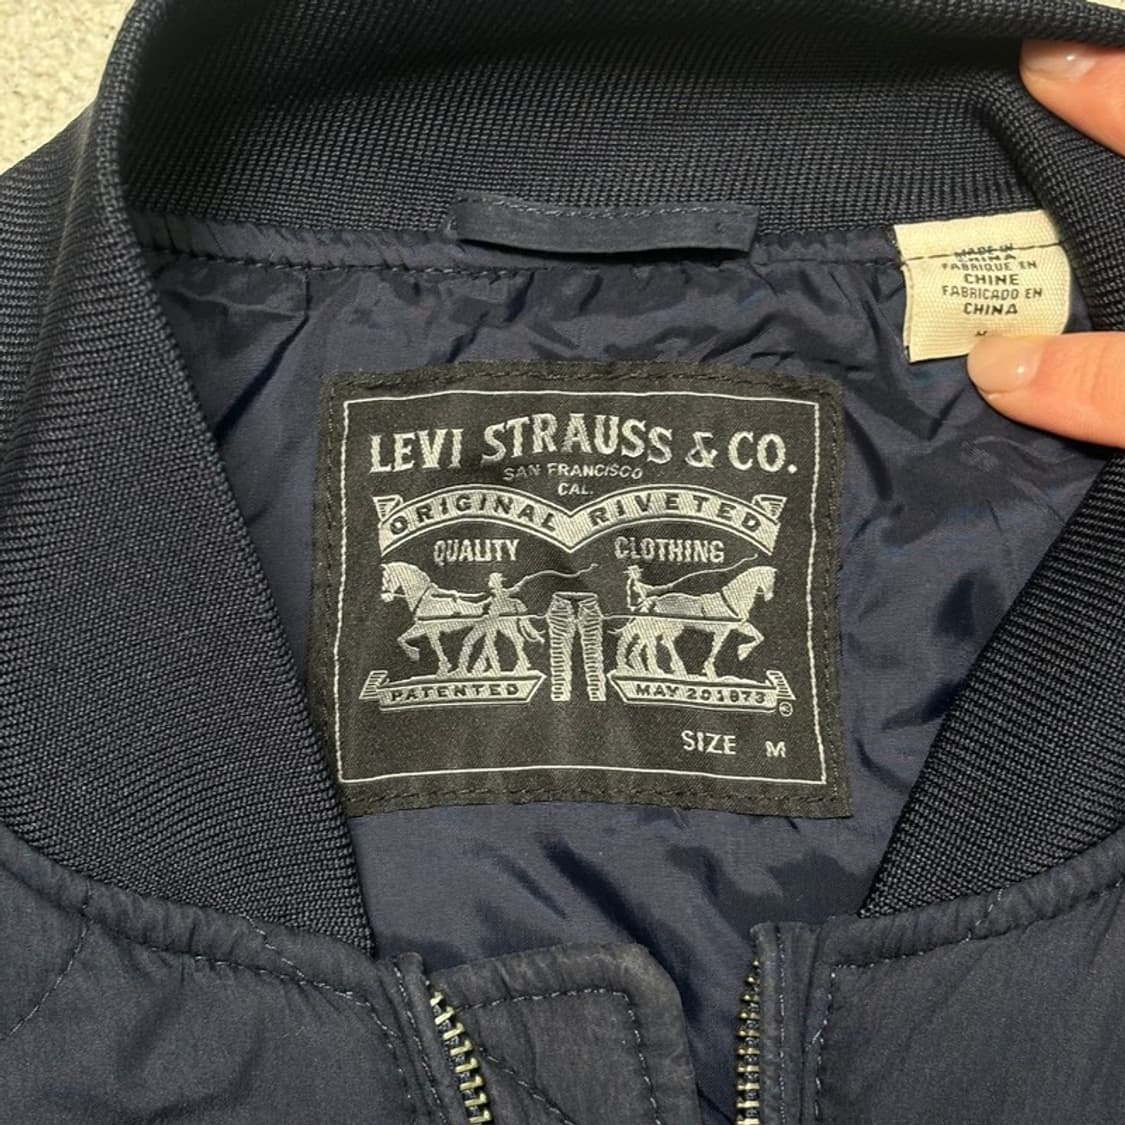 LEVI STRAUSS & CO.
SAN FRANCISCO
CAL.
ORIGINAL RIVETED
QUALITY CLOTHING
PATENTED MAY 20 1873
SIZE M
MADE IN
CHINA
FABRIQUE EN
CHINE
FABRICADO EN
CHINA